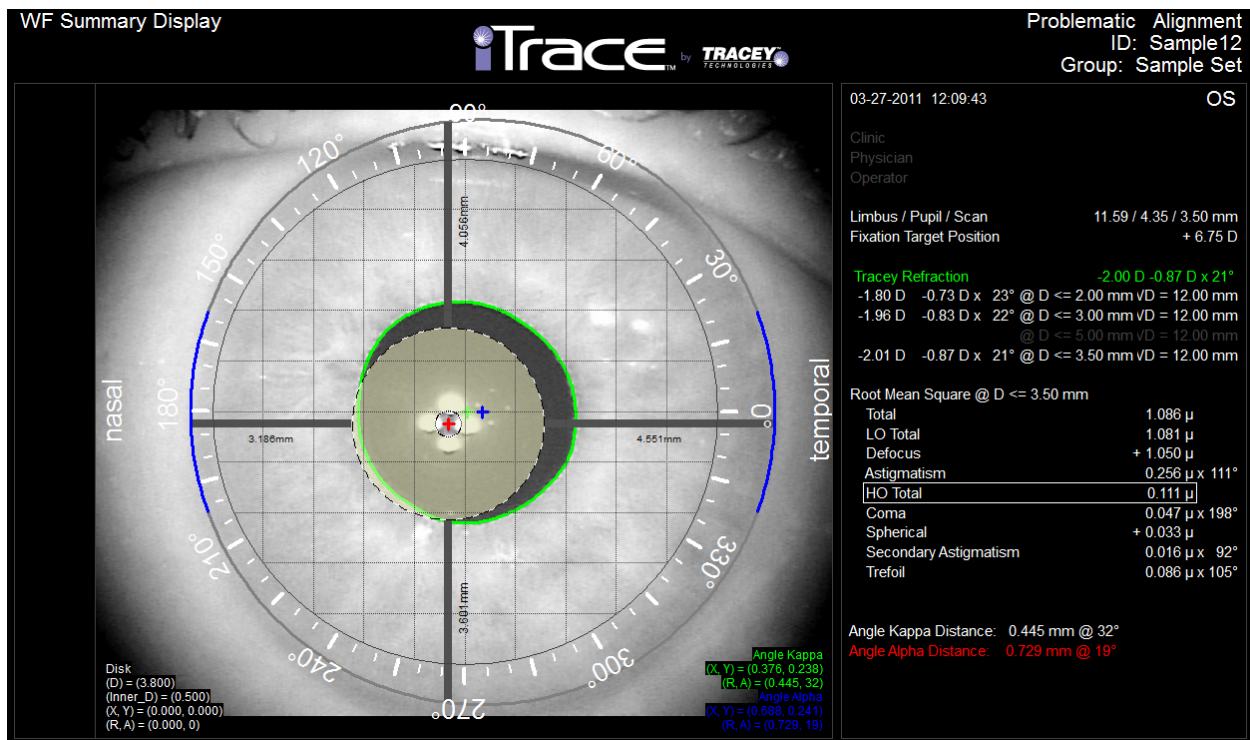 WF Summary Display
iTrace™ by TRACEY TECHNOLOGIES
Problematic Alignment
ID: Sample12
Group: Sample Set
90°
120°
60°
150°
30°
4.056mm
nasal
180°
3.186mm
4.551mm
0°
temporal
210°
330°
3.601mm
240°
300°
270°
Disk
(D) = (3.800)
(Inner_D) = (0.500)
(X, Y) = (0.000, 0.000)
(R, A) = (0.000, 0)
Angle Kappa
(X, Y) = (0.376, 0.238)
(R, A) = (0.445, 32)
Angle Alpha
(X, Y) = (0.688, 0.241)
(R, A) = (0.729, 19)
03-27-2011 12:09:43 OS
Clinic
Physician
Operator
Limbus / Pupil / Scan 11.59 / 4.35 / 3.50 mm
Fixation Target Position + 6.75 D
Tracey Refraction -2.00 D -0.87 D x 21°
-1.80 D -0.73 D x 23° @ D <= 2.00 mm VD = 12.00 mm
-1.96 D -0.83 D x 22° @ D <= 3.00 mm VD = 12.00 mm
@ D <= 5.00 mm VD = 12.00 mm
-2.01 D -0.87 D x 21° @ D <= 3.50 mm VD = 12.00 mm
Root Mean Square @ D <= 3.50 mm
Total 1.086 µ
LO Total 1.081 µ
Defocus + 1.050 µ
Astigmatism 0.256 µ x 111°
HO Total 0.111 µ
Coma 0.047 µ x 198°
Spherical + 0.033 µ
Secondary Astigmatism 0.016 µ x 92°
Trefoil 0.086 µ x 105°
Angle Kappa Distance: 0.445 mm @ 32°
Angle Alpha Distance: 0.729 mm @ 19°